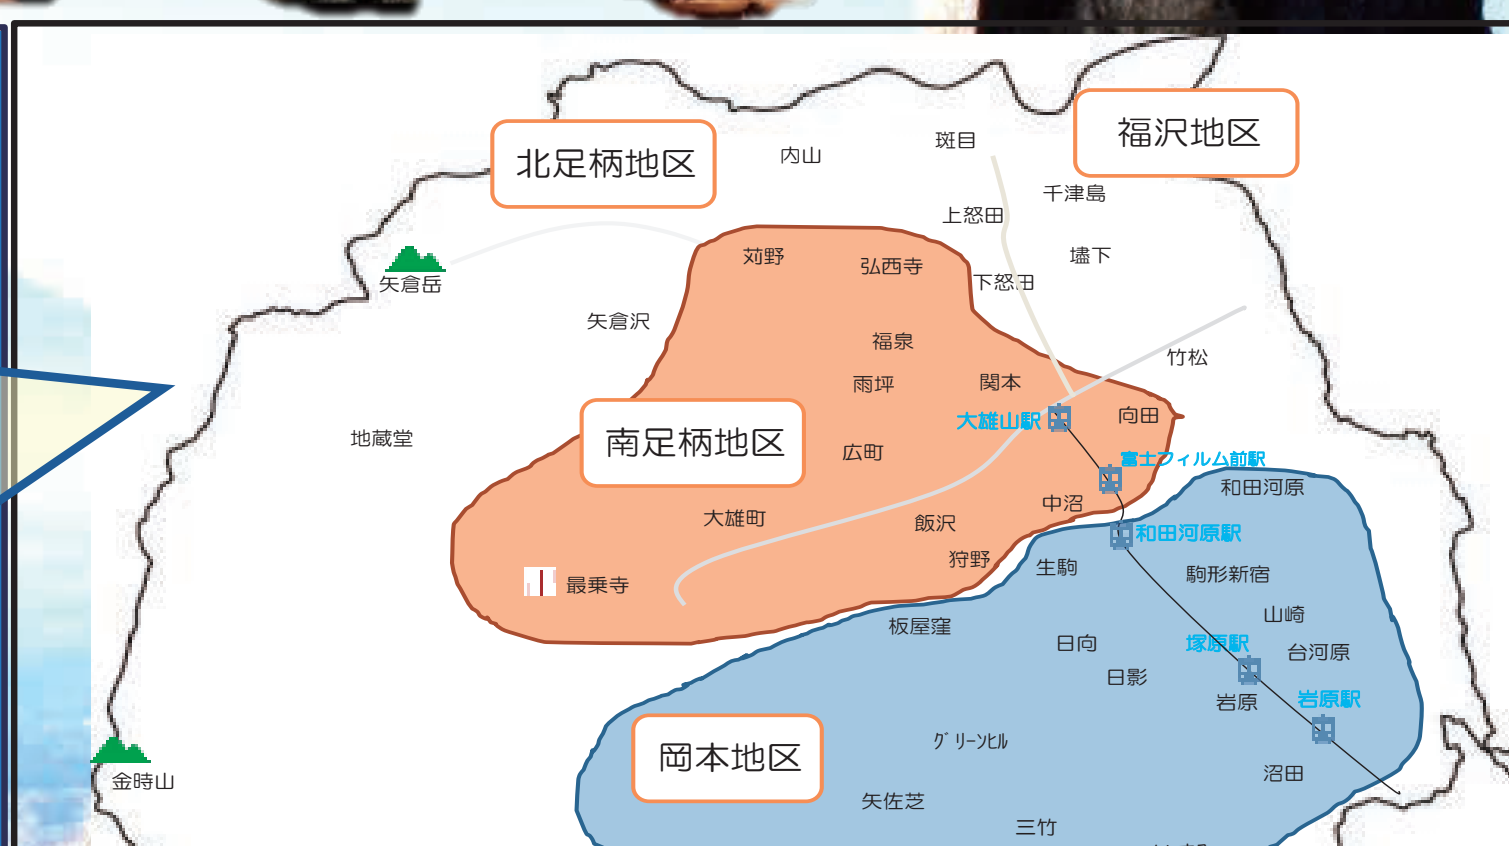 福沢地区
北足柄地区
斑目
内山
千津島
上怒田
苅野
弘西寺
塩下
下怒田
矢倉岳
矢倉沢
福泉
竹松
雨坪
関本
大雄山駅
向田
地蔵堂
南足柄地区
広町
富士フィルム前駅
和田河原
中沼
大雄町
飯沢
和田河原駅
狩野
生駒
駒形新宿
最乗寺
山崎
板屋窪
日向
塚原駅
台河原
日影
岩原
岩原駅
グリーンヒル
岡本地区
沼田
金時山
矢佐芝
三竹